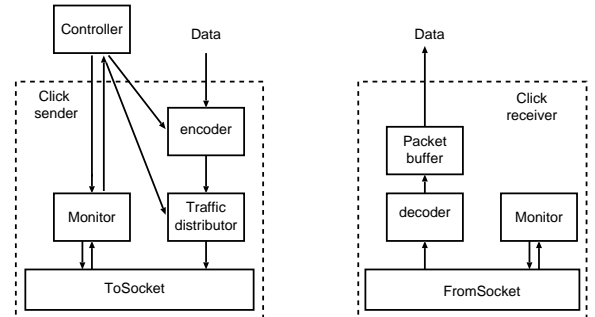 Controller
Data
Data
Click
sender
Click
receiver
encoder
Packet
buffer
Monitor
Traffic
distributor
decoder
Monitor
ToSocket
FromSocket